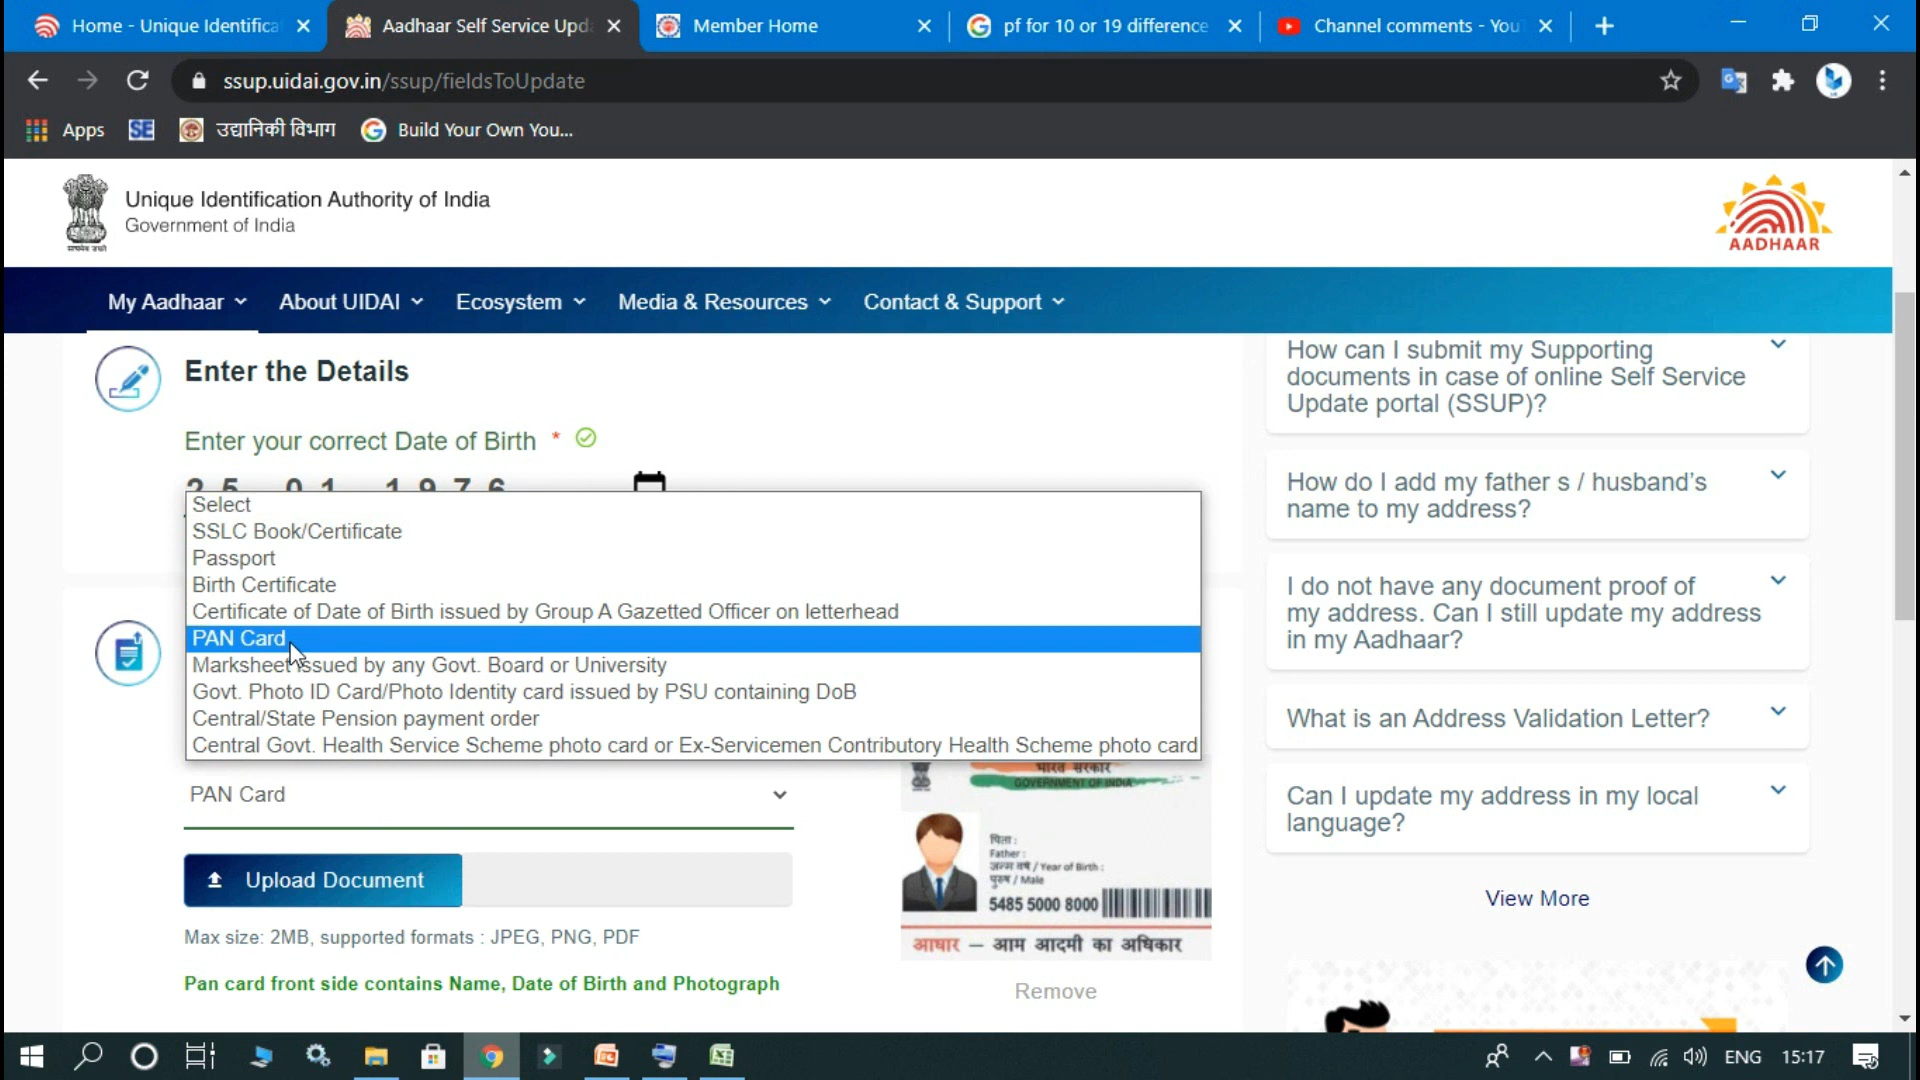 Home - Unique Identifica
Aadhaar Self Service Upd
Member Home
pf for 10 or 19 difference
Channel comments - You
ssup.uidai.gov.in/ssup/fieldsToUpdate
Apps
SE
उद्यानिकी विभाग
Build Your Own You...
Unique Identification Authority of India
Government of India
AADHAAR
My Aadhaar
About UIDAI
Ecosystem
Media & Resources
Contact & Support
Enter the Details
Enter your correct Date of Birth *
25 01 1976
Select
SSLC Book/Certificate
Passport
Birth Certificate
Certificate of Date of Birth issued by Group A Gazetted Officer on letterhead
PAN Card
Marksheet issued by any Govt. Board or University
Govt. Photo ID Card/Photo Identity card issued by PSU containing DoB
Central/State Pension payment order
Central Govt. Health Service Scheme photo card or Ex-Servicemen Contributory Health Scheme photo card
PAN Card
Upload Document
Max size: 2MB, supported formats : JPEG, PNG, PDF
Pan card front side contains Name, Date of Birth and Photograph
भारत सरकार
GOVERNMENT OF INDIA
पिता :
Father :
जन्म वर्ष / Year of Birth :
पुरुष / Male
5485 5000 8000
आधार — आम आदमी का अधिकार
Remove
How can I submit my Supporting
documents in case of online Self Service
Update portal (SSUP)?
How do I add my father s / husband's
name to my address?
I do not have any document proof of
my address. Can I still update my address
in my Aadhaar?
What is an Address Validation Letter?
Can I update my address in my local
language?
View More
ENG
15:17